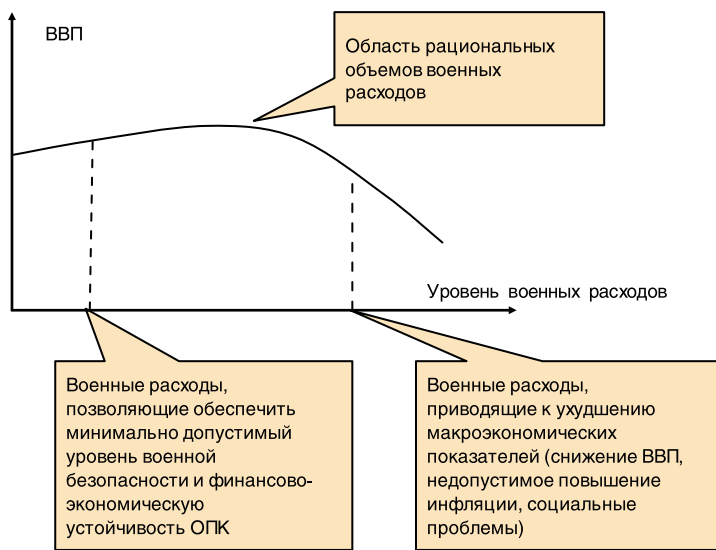 ВВП
Область рациональных
объемов военных
расходов
Уровень военных расходов
Военные расходы,
позволяющие обеспечить
минимально допустимый
уровень военной
безопасности и финансово-
экономическую
устойчивость ОПК
Военные расходы,
приводящие к ухудшению
макроэкономических
показателей (снижение ВВП,
недопустимое повышение
инфляции, социальные
проблемы)